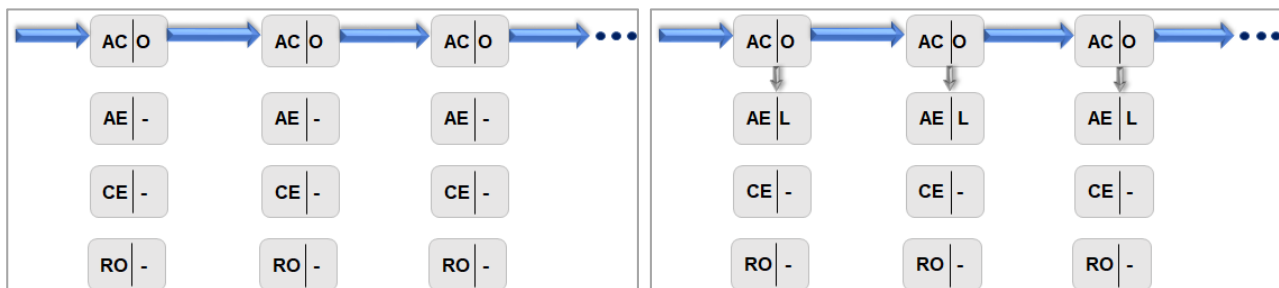 AC|O AC|O AC|O AC|O AC|O AC|O
AE|- AE|- AE|- AE|L AE|L AE|L
CE|- CE|- CE|- CE|- CE|- CE|-
RO|- RO|- RO|- RO|- RO|- RO|-